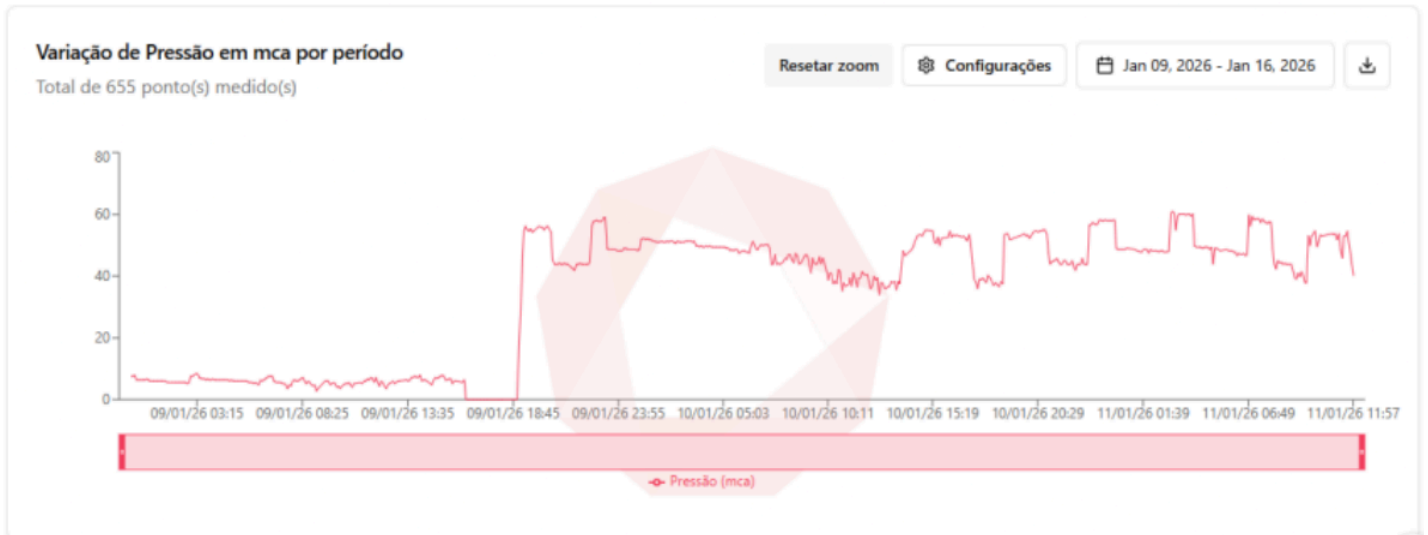 Variação de Pressão em mca por período
Total de 655 ponto(s) medido(s)
Resetar zoom
Configurações
Jan 09, 2026 - Jan 16, 2026
80
60
40
20
0
09/01/26 03:15 09/01/26 08:25 09/01/26 13:35 09/01/26 18:45 09/01/26 23:55 10/01/26 05:03 10/01/26 10:11 10/01/26 15:19 10/01/26 20:29 11/01/26 01:39 11/01/26 06:49 11/01/26 11:57
Pressão (mca)